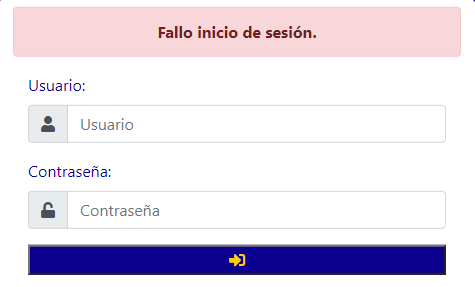 Fallo inicio de sesión.
Usuario:
Usuario
Contraseña:
Contraseña